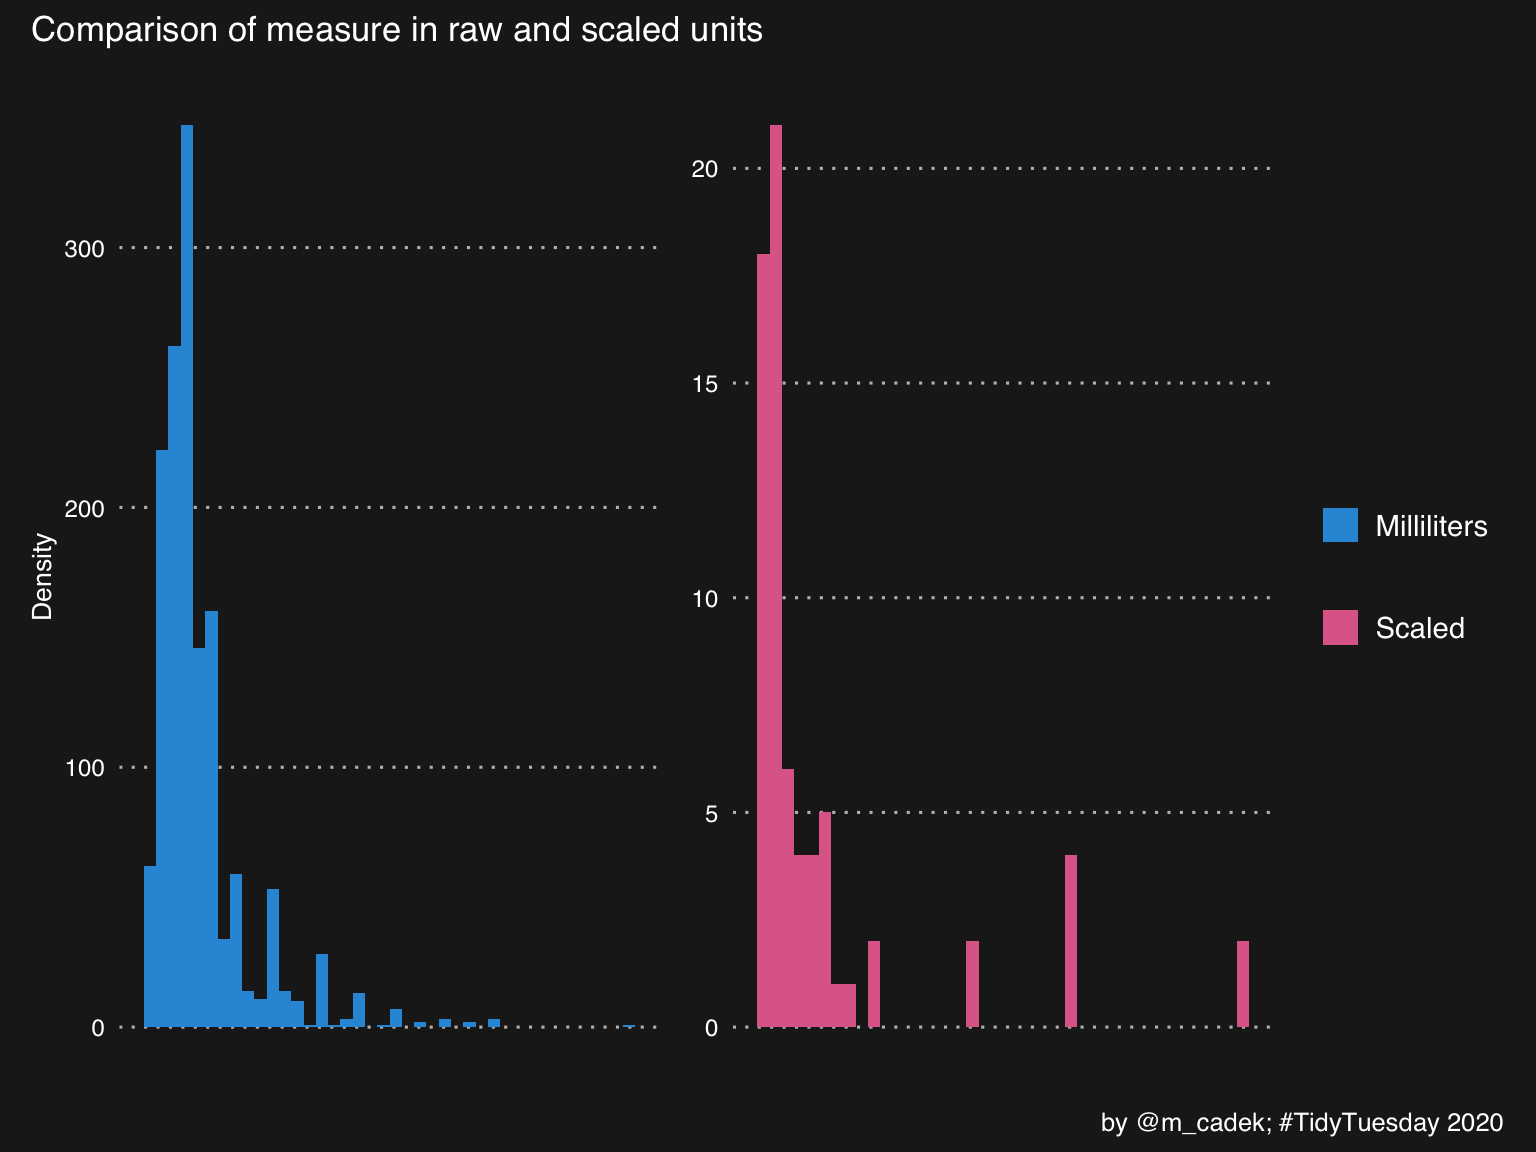 Comparison of measure in raw and scaled units
Density
300
200
100
0
20
15
10
5
0
Milliliters
Scaled
by @m_cadek; #TidyTuesday 2020